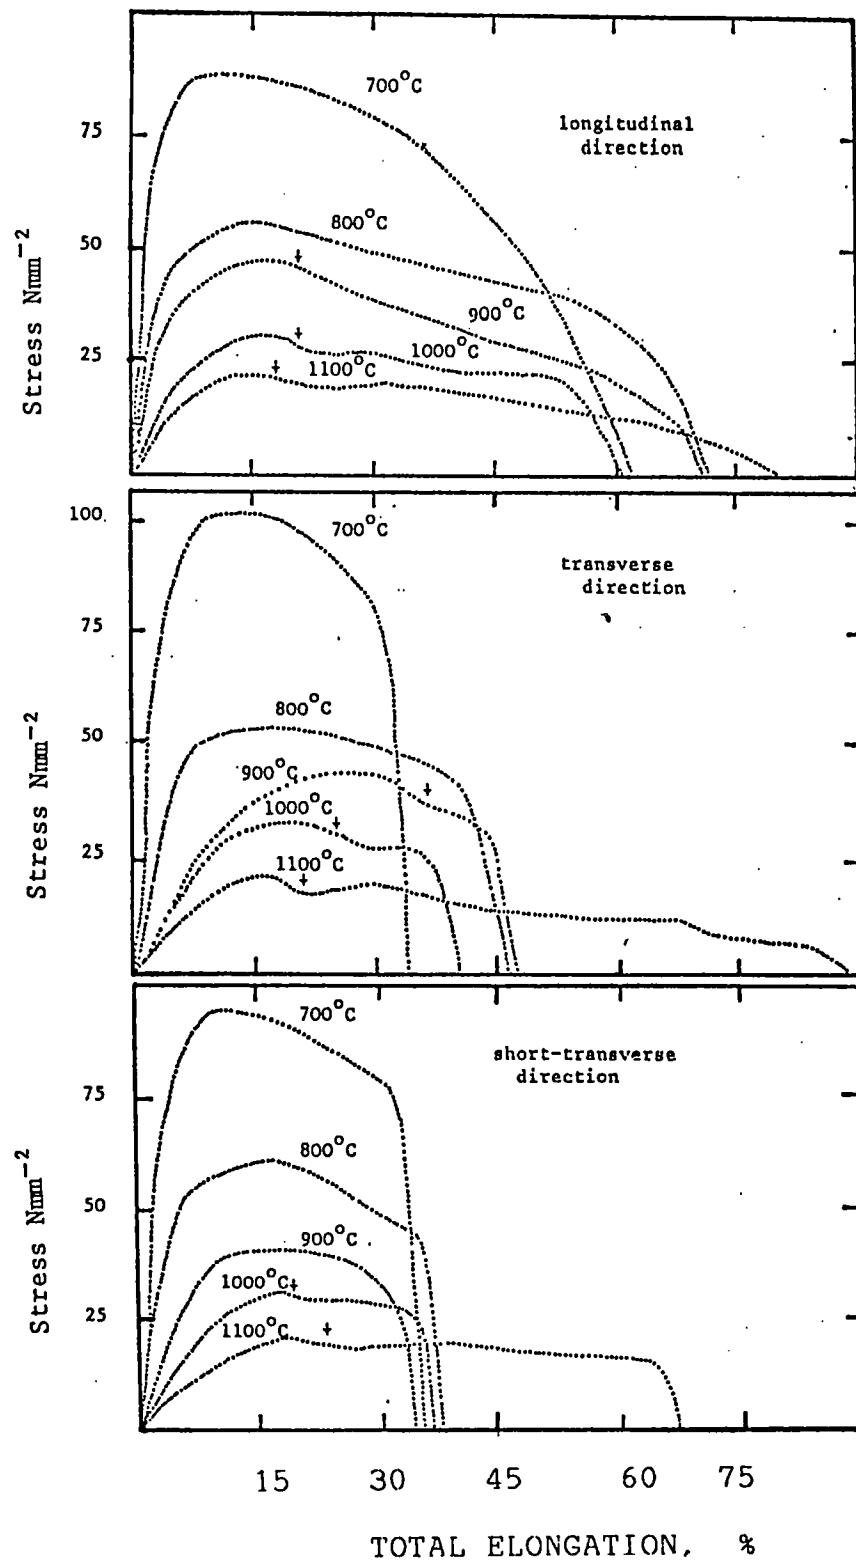 700°C
longitudinal
direction
75
800°C
50
900°C
1000°C
1100°C
25
Stress Nmm⁻²
100.
700°C
transverse
direction
75
800°C
50
900°C
1000°C
25
1100°C
Stress Nmm⁻²
700°C
short-transverse
direction
75
800°C
50
900°C
1000°C
25
1100°C
Stress Nmm⁻²
15 30 45 60 75
TOTAL ELONGATION, %